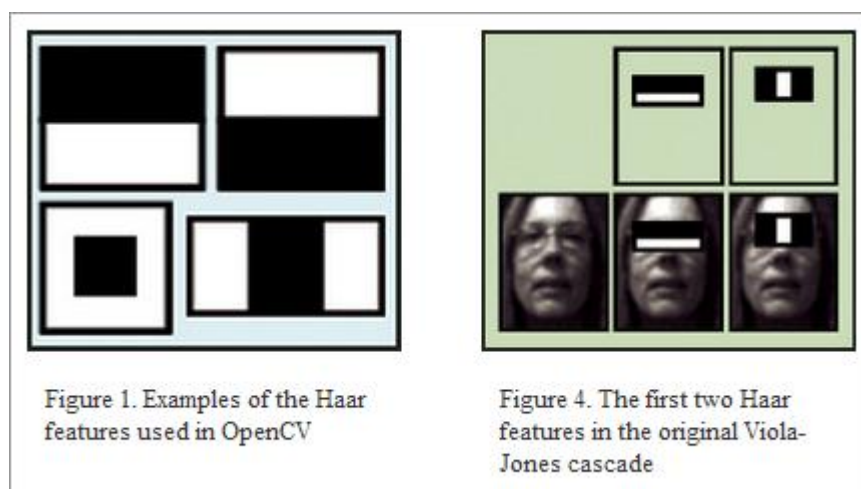 Figure 1. Examples of the Haar
features used in OpenCV
Figure 4. The first two Haar
features in the original Viola-
Jones cascade